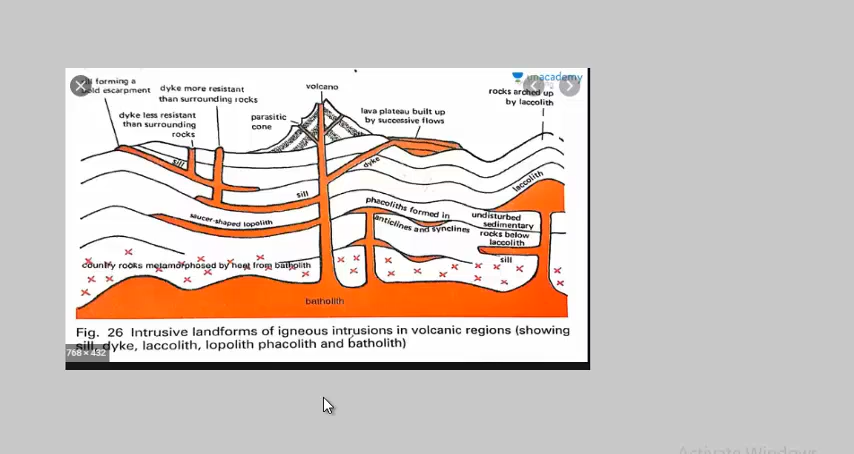 unacademy
forming a
bold escarpment
dyke more resistant
than surrounding rocks
volcano
rocks arched up
by laccolith
dyke less resistant
than surrounding
rocks
parasitic
cone
lava plateau built up
by successive flows
sill
dyke
sill
laccolith
saucer-shaped lopolith
phacoliths formed in
anticlines and synclines
undisturbed
sedimentary
rocks below
laccolith
sill
country rocks metamorphosed by heat from batholith
batholith
Fig. 26 Intrusive landforms of igneous intrusions in volcanic regions (showing
sill, dyke, laccolith, lopolith phacolith and batholith)
768 × 432
Activate Windows